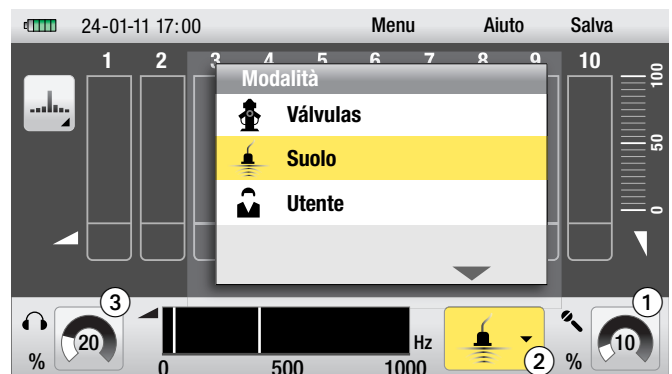 24-01-11 17:00 Menu Aiuto Salva
1 2 3 4 5 6 7 8 9 10
Modalità
Válvulas
Suolo
Utente
100
50
0
3
20
%
0 500 1000
Hz
2
1
10
%